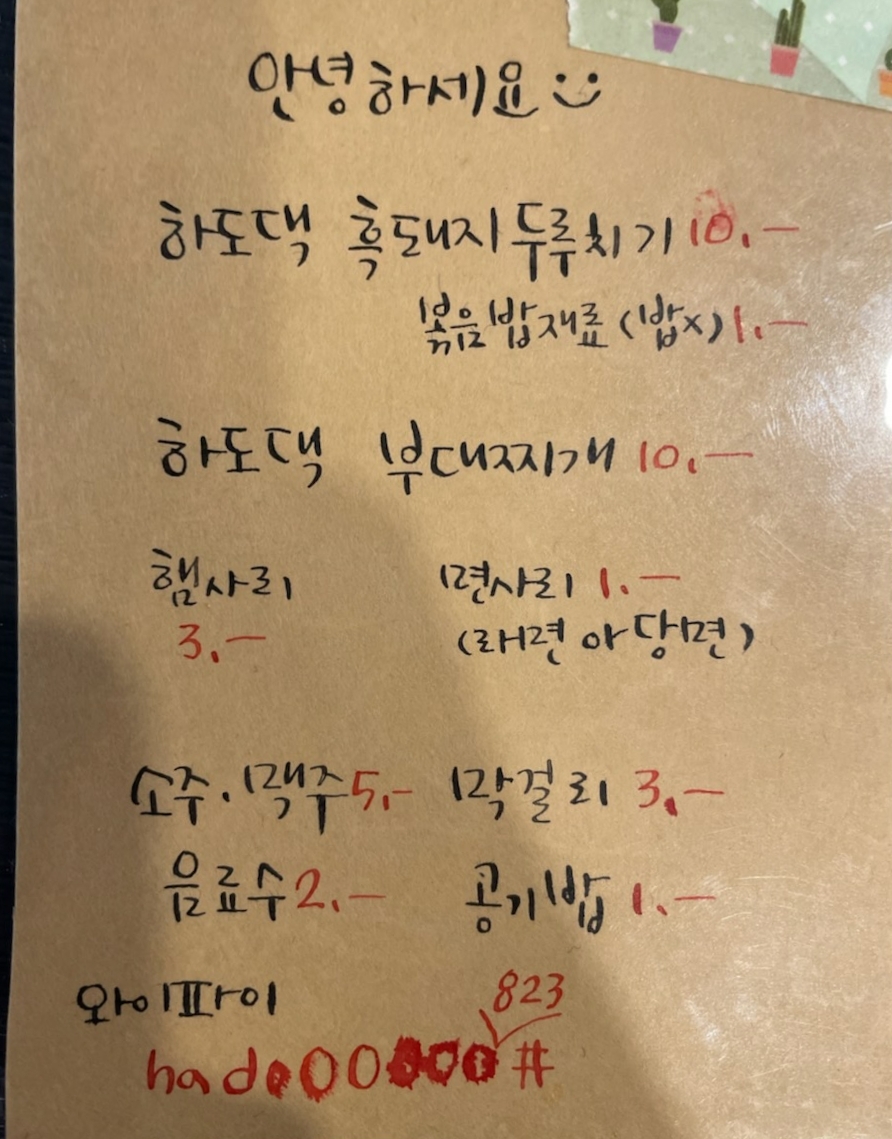 안녕하세요
하도댁 흑돼지두루치기 10.-
볶음밥재료 (밥x) 1.-
하도댁 부대찌개 10.-
햄사리 면사리 1.-
3.- (라면 or 당면)
소주.맥주 5.- 막걸리 3.-
음료수 2.- 공기밥 1.-
와이파이
823
hado00 #